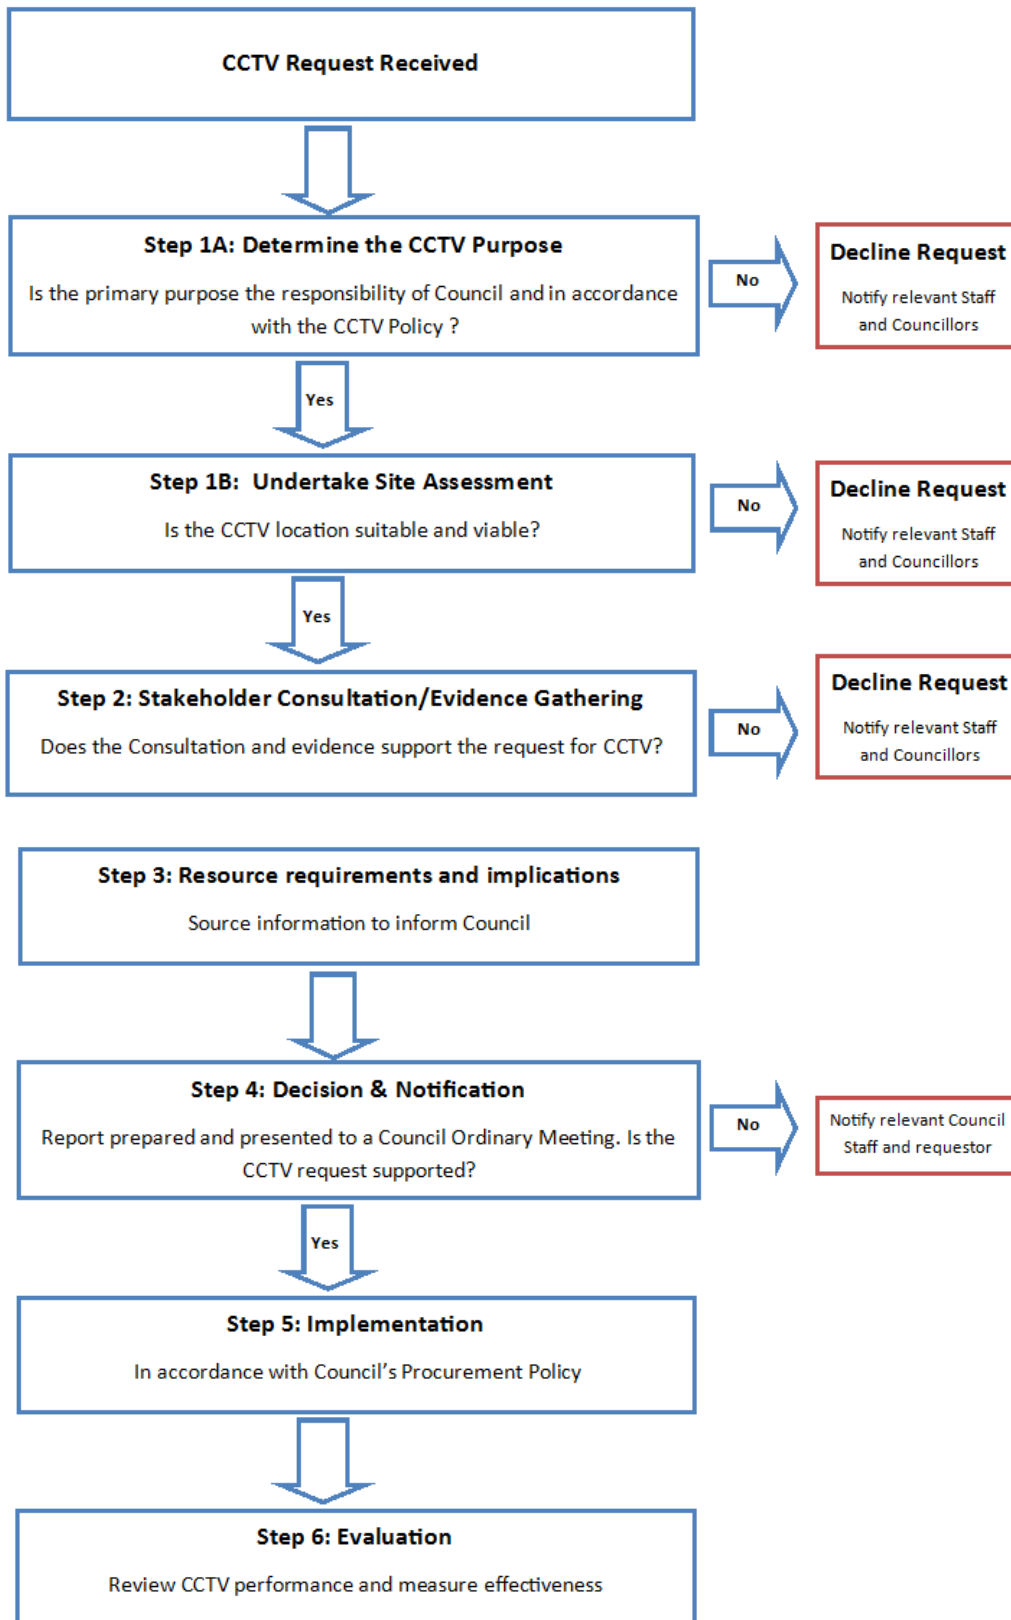 CCTV Request Received
Step 1A: Determine the CCTV Purpose
Is the primary purpose the responsibility of Council and in accordance
with the CCTV Policy ?
No
Decline Request
Notify relevant Staff
and Councillors
Yes
Step 1B:  Undertake Site Assessment
Is the CCTV location suitable and viable?
No
Decline Request
Notify relevant Staff
and Councillors
Yes
Step 2: Stakeholder Consultation/Evidence Gathering
Does the Consultation and evidence support the request for CCTV?
No
Decline Request
Notify relevant Staff
and Councillors
Step 3: Resource requirements and implications
Source information to inform Council
Step 4: Decision & Notification
Report prepared and presented to a Council Ordinary Meeting. Is the
CCTV request supported?
No
Notify relevant Council
Staff and requestor
Yes
Step 5: Implementation
In accordance with Council's Procurement Policy
Step 6: Evaluation
Review CCTV performance and measure effectiveness